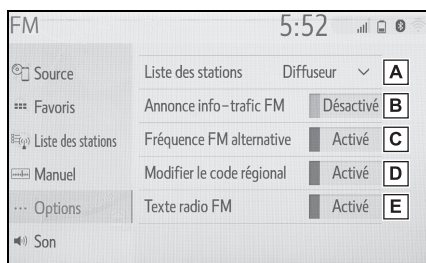 FM 5:52
Source
Favoris
Liste des stations
Manuel
Options
Son
Liste des stations Diffuseur A
Annonce info-trafic FM Désactivé B
Fréquence FM alternative Activé C
Modifier le code régional Activé D
Texte radio FM Activé E